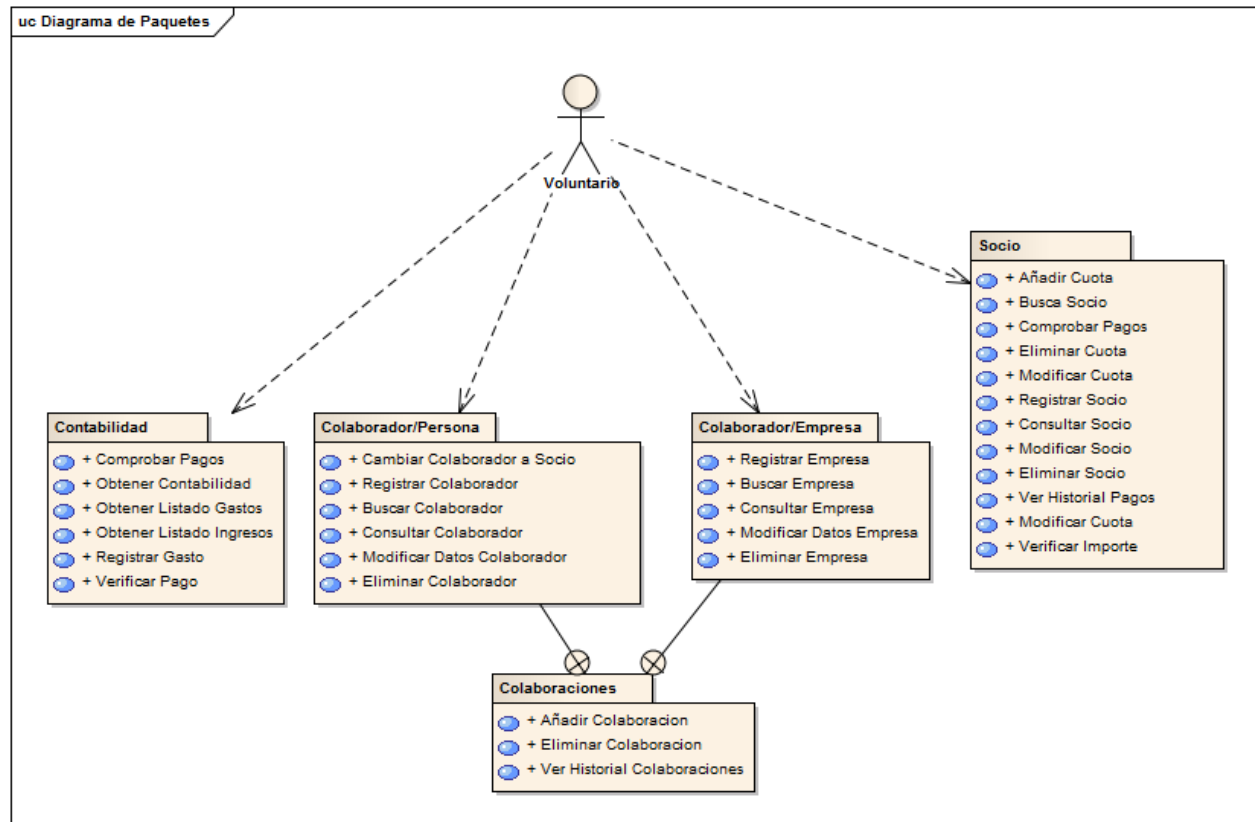 uc Diagrama de Paquetes
Voluntario
Socio
+ Añadir Cuota
+ Busca Socio
+ Comprobar Pagos
+ Eliminar Cuota
+ Modificar Cuota
+ Registrar Socio
+ Consultar Socio
+ Modificar Socio
+ Eliminar Socio
+ Ver Historial Pagos
+ Modificar Cuota
+ Verificar Importe
Contabilidad
+ Comprobar Pagos
+ Obtener Contabilidad
+ Obtener Listado Gastos
+ Obtener Listado Ingresos
+ Registrar Gasto
+ Verificar Pago
Colaborador/Persona
+ Cambiar Colaborador a Socio
+ Registrar Colaborador
+ Buscar Colaborador
+ Consultar Colaborador
+ Modificar Datos Colaborador
+ Eliminar Colaborador
Colaborador/Empresa
+ Registrar Empresa
+ Buscar Empresa
+ Consultar Empresa
+ Modificar Datos Empresa
+ Eliminar Empresa
Colaboraciones
+ Añadir Colaboracion
+ Eliminar Colaboracion
+ Ver Historial Colaboraciones